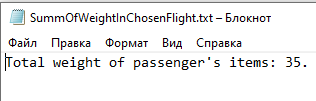 SummOfWeightInChosenFlight.txt – Блокнот
Файл Правка Формат Вид Справка
Total weight of passenger's items: 35.